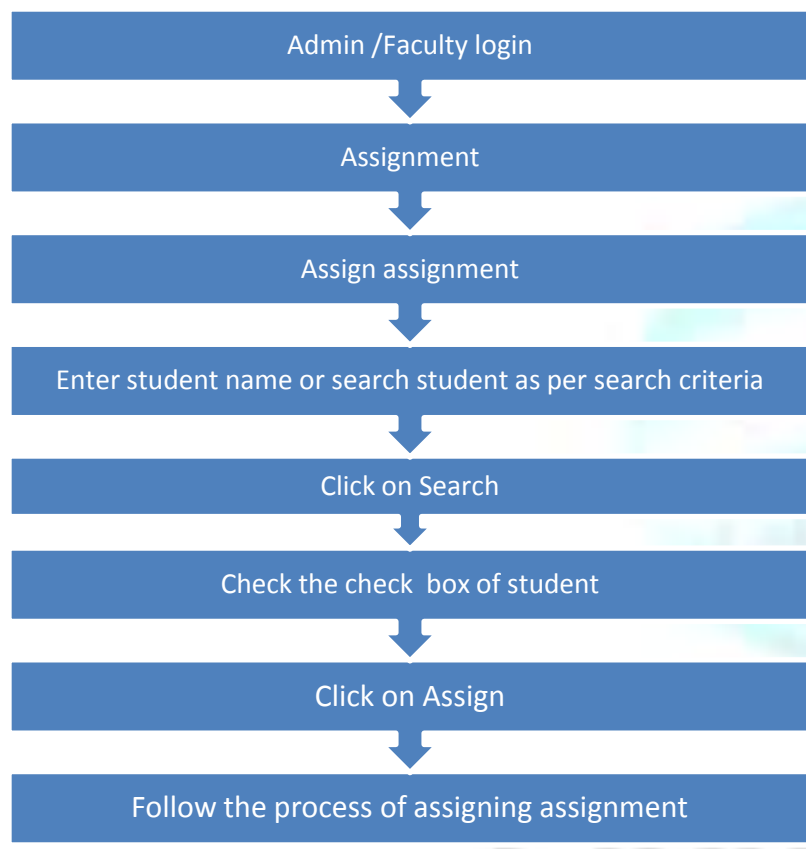 Admin /Faculty login
Assignment
Assign assignment
Enter student name or search student as per search criteria
Click on Search
Check the check  box of student
Click on Assign
Follow the process of assigning assignment